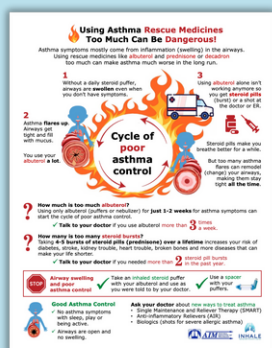 Using Asthma Rescue Medicines
Too Much Can Be Dangerous!
Asthma symptoms mostly come from inflammation (swelling) in the airways.
Using rescue medicines like albuterol and prednisone or decadron
too much can make asthma much worse in the long run.
1
Without a daily steroid puffer,
airways are swollen even when
you don't have symptoms.
2
Asthma flares up.
Airways get
tight and fill
with mucus.
You use your
albuterol a lot.
Cycle of
poor
asthma
control
3
Using albuterol alone isn't
working anymore so
you get steroid pills
(burst) or a shot
at the doctor or ER.
Steroid pills make you
breathe better for a while.
But too many asthma
flares can remodel
(change) your airways,
making them stay
tight all the time.
? How much is too much albuterol?
Using only albuterol (puffers or nebulizer) for just 1-2 weeks for asthma symptoms can
start the cycle of poor asthma control.
✓ Talk to your doctor if you use albuterol more than 3 times a week.
? How many is too many steroid bursts?
Taking 4-5 bursts of steroid pills (prednisone) over a lifetime increases your risk of
diabetes, stroke, kidney trouble, heart trouble, broken bones and more diseases that can
make your life shorter.
✓ Talk to your doctor if you needed more than 2 steroid pill bursts in the past year.
STOP
Airway swelling
and poor
asthma control
✓ Take an inhaled steroid puffer
with your albuterol and use as
you were told to by your doctor.
✓ Use a spacer
with your
puffers.
Good Asthma Control
✓ No asthma symptoms
with sleep, play or
being active.
✓ Airways are open and
no swelling.
Ask your doctor about new ways to treat asthma
• Single Maintenance and Reliever Therapy (SMART)
• Anti-Inflammatory Relievers (AIR)
• Biologics (shots for severe allergic asthma)
AIM
INHALE